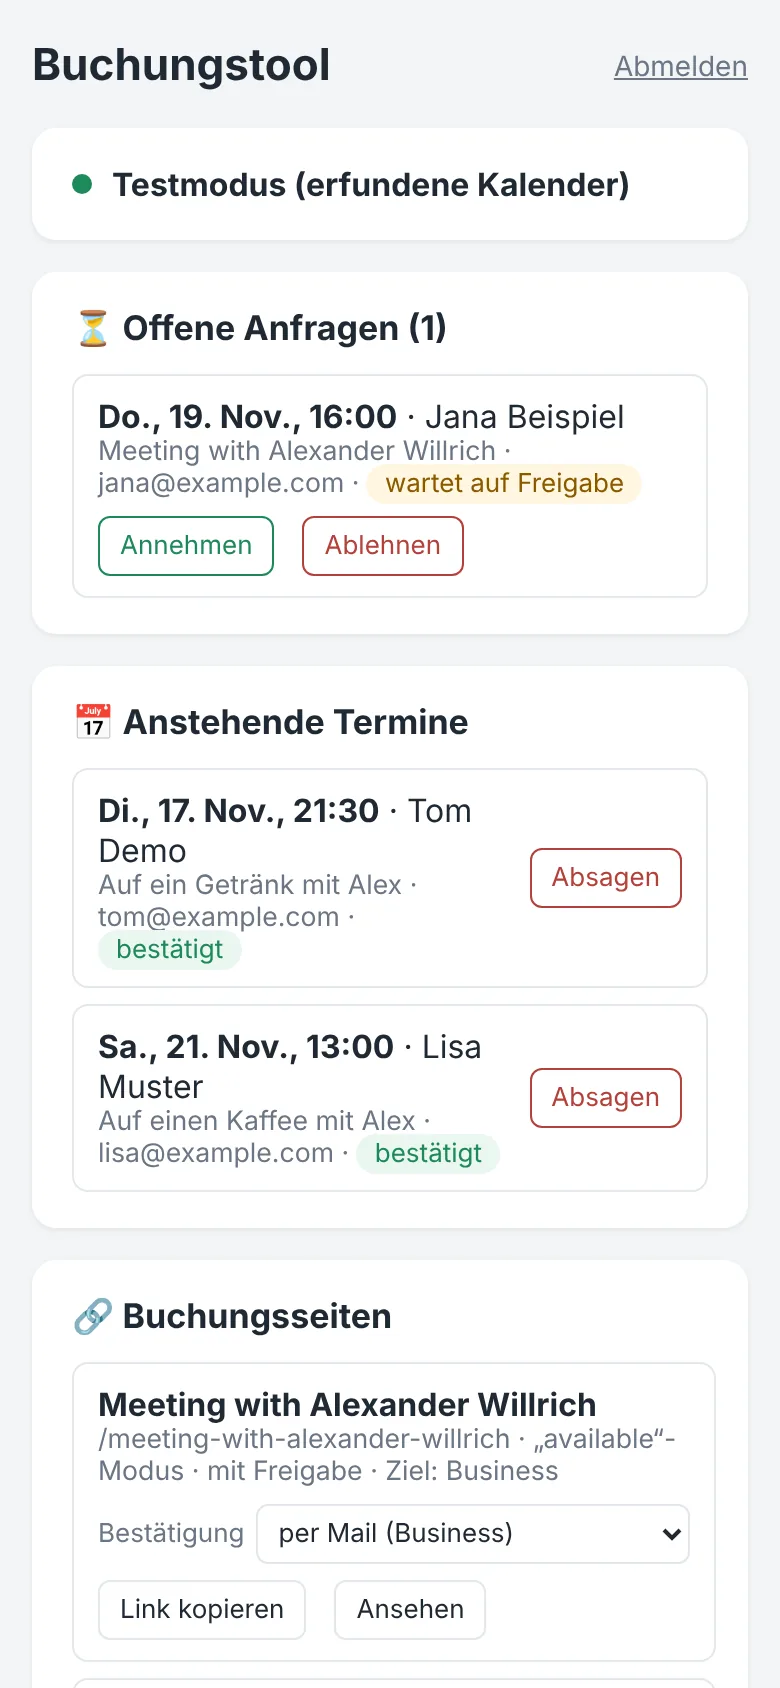 Buchungstool
Abmelden
Testmodus (erfundene Kalender)
⏳ Offene Anfragen (1)
Do., 19. Nov., 16:00 · Jana Beispiel
Meeting with Alexander Willrich ·
jana@example.com · wartet auf Freigabe
Annehmen
Ablehnen
📅 Anstehende Termine
Di., 17. Nov., 21:30 · Tom
Demo
Auf ein Getränk mit Alex ·
tom@example.com ·
bestätigt
Absagen
Sa., 21. Nov., 13:00 · Lisa
Muster
Auf einen Kaffee mit Alex ·
lisa@example.com · bestätigt
Absagen
🔗 Buchungsseiten
Meeting with Alexander Willrich
/meeting-with-alexander-willrich · „available“-
Modus · mit Freigabe · Ziel: Business
Bestätigung
per Mail (Business)
Link kopieren
Ansehen